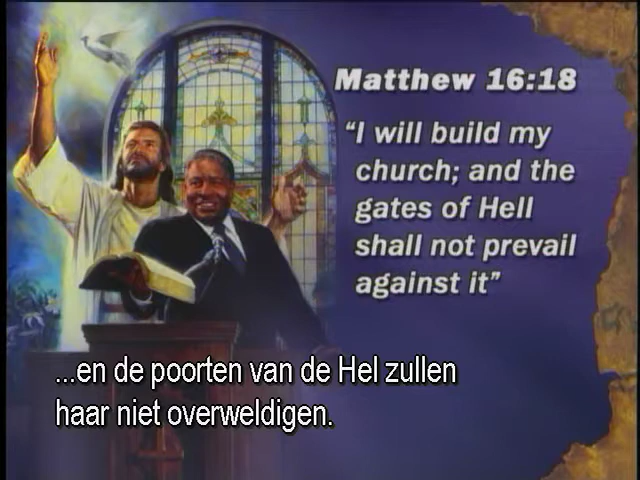 Matthew 16:18
“I will build my
church; and the
gates of Hell
shall not prevail
against it”
...en de poorten van de Hel zullen
haar niet overweldigen.